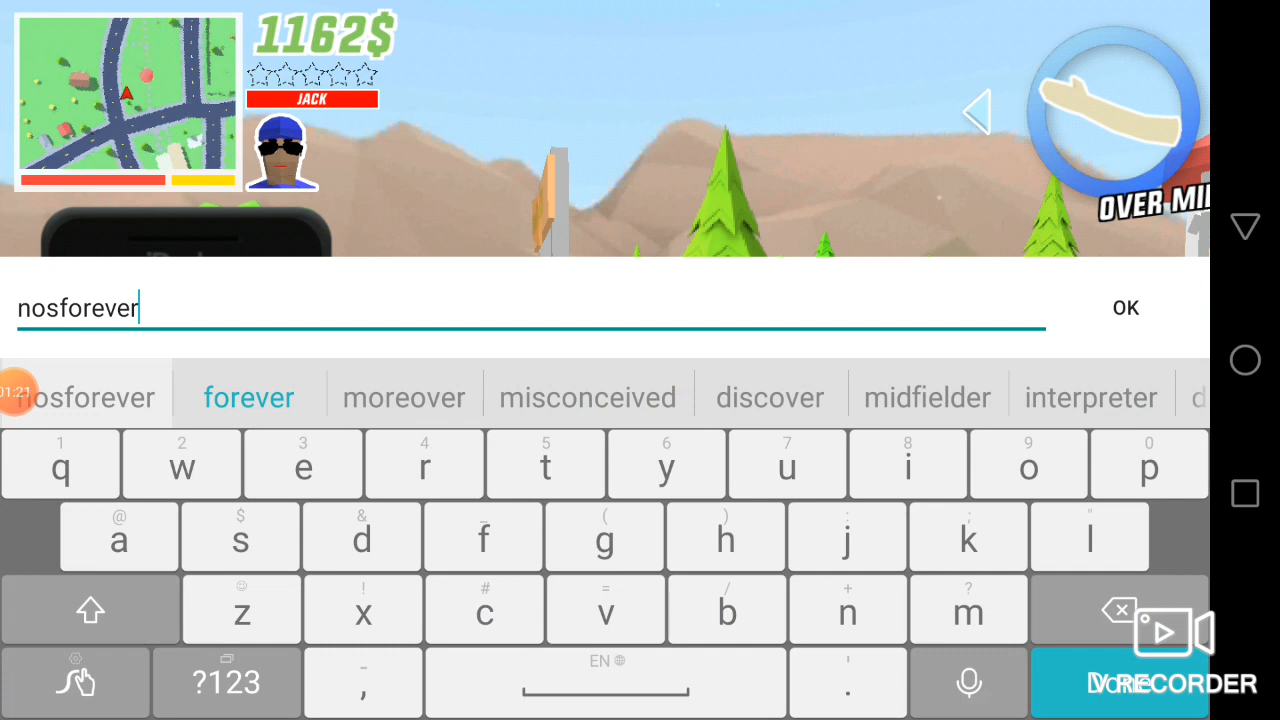 1162$
JACK
OVER MI
nosforever
OK
01:21
nosforever forever moreover misconceived discover midfielder interpreter d
1 2 3 4 5 6 7 8 9 0
q w e r t y u i o p
@ $ & _ ( ) : ; "
a s d f g h j k l
! # = / + ?
z x c v b n m
EN
?123 , .
Done
V RECORDER